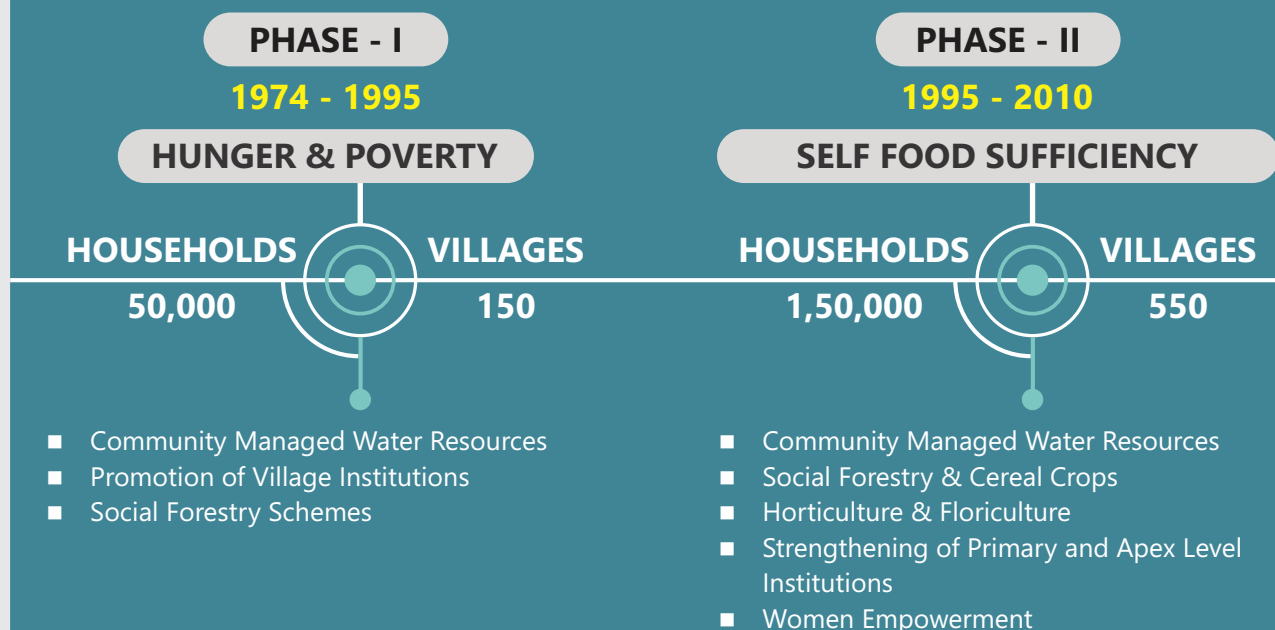 PHASE - I
1974 - 1995
HUNGER & POVERTY
HOUSEHOLDS VILLAGES
50,000 150
■ Community Managed Water Resources
■ Promotion of Village Institutions
■ Social Forestry Schemes
PHASE - II
1995 - 2010
SELF FOOD SUFFICIENCY
HOUSEHOLDS VILLAGES
1,50,000 550
■ Community Managed Water Resources
■ Social Forestry & Cereal Crops
■ Horticulture & Floriculture
■ Strengthening of Primary and Apex Level
Institutions
■ Women Empowerment